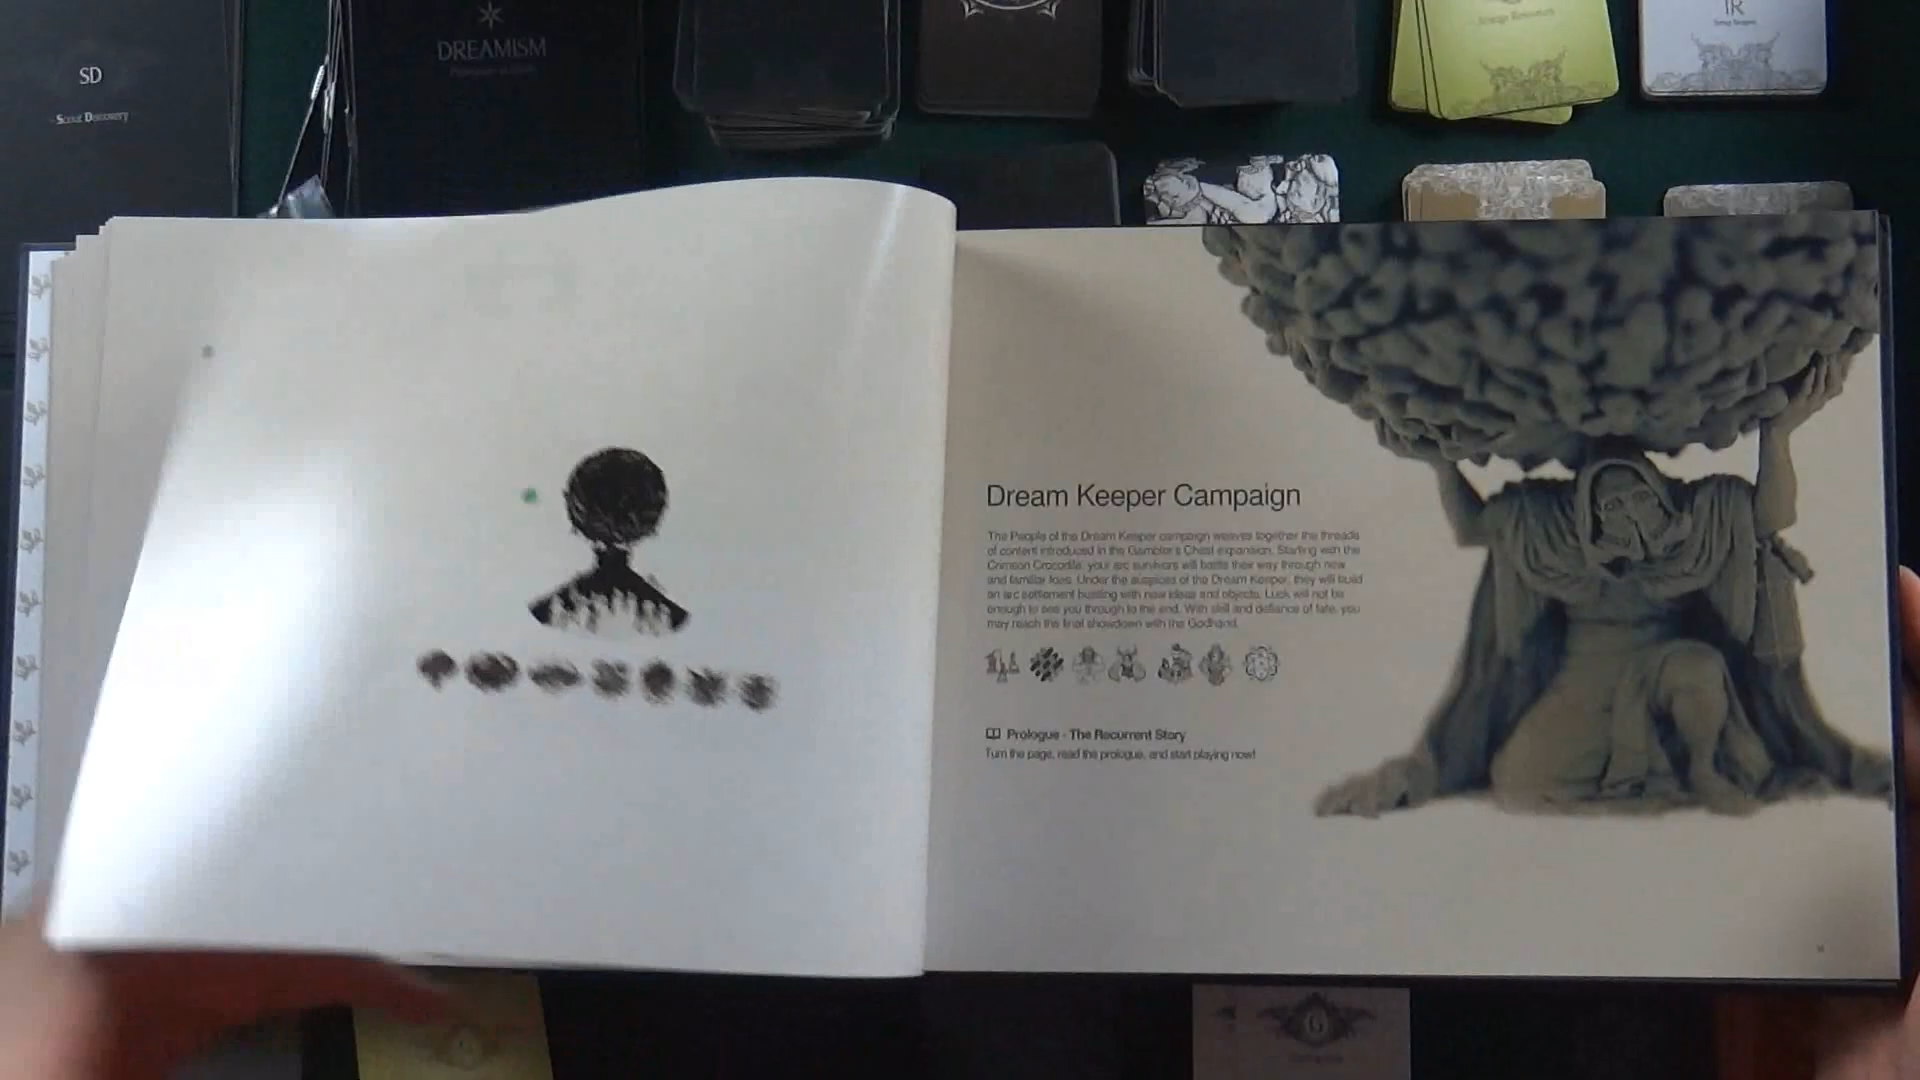 SD
- Scout Discovery -
DREAMISM
IR
Dream Keeper Campaign
The People of the Dream Keeper campaign weaves together the threads
of content introduced in the Gambler's Chest expansion. Starting with the
Crimson Crocodile, your arc survivors will battle their way through new
and familiar foes. Under the auspices of the Dream Keeper, they will build
an arc settlement bustling with new ideas and objects. Luck will not be
enough to see you through to the end. With skill and defiance of fate, you
may reach the final showdown with the Godhand.
Prologue - The Recurrent Story
Turn the page, read the prologue, and start playing now!
G